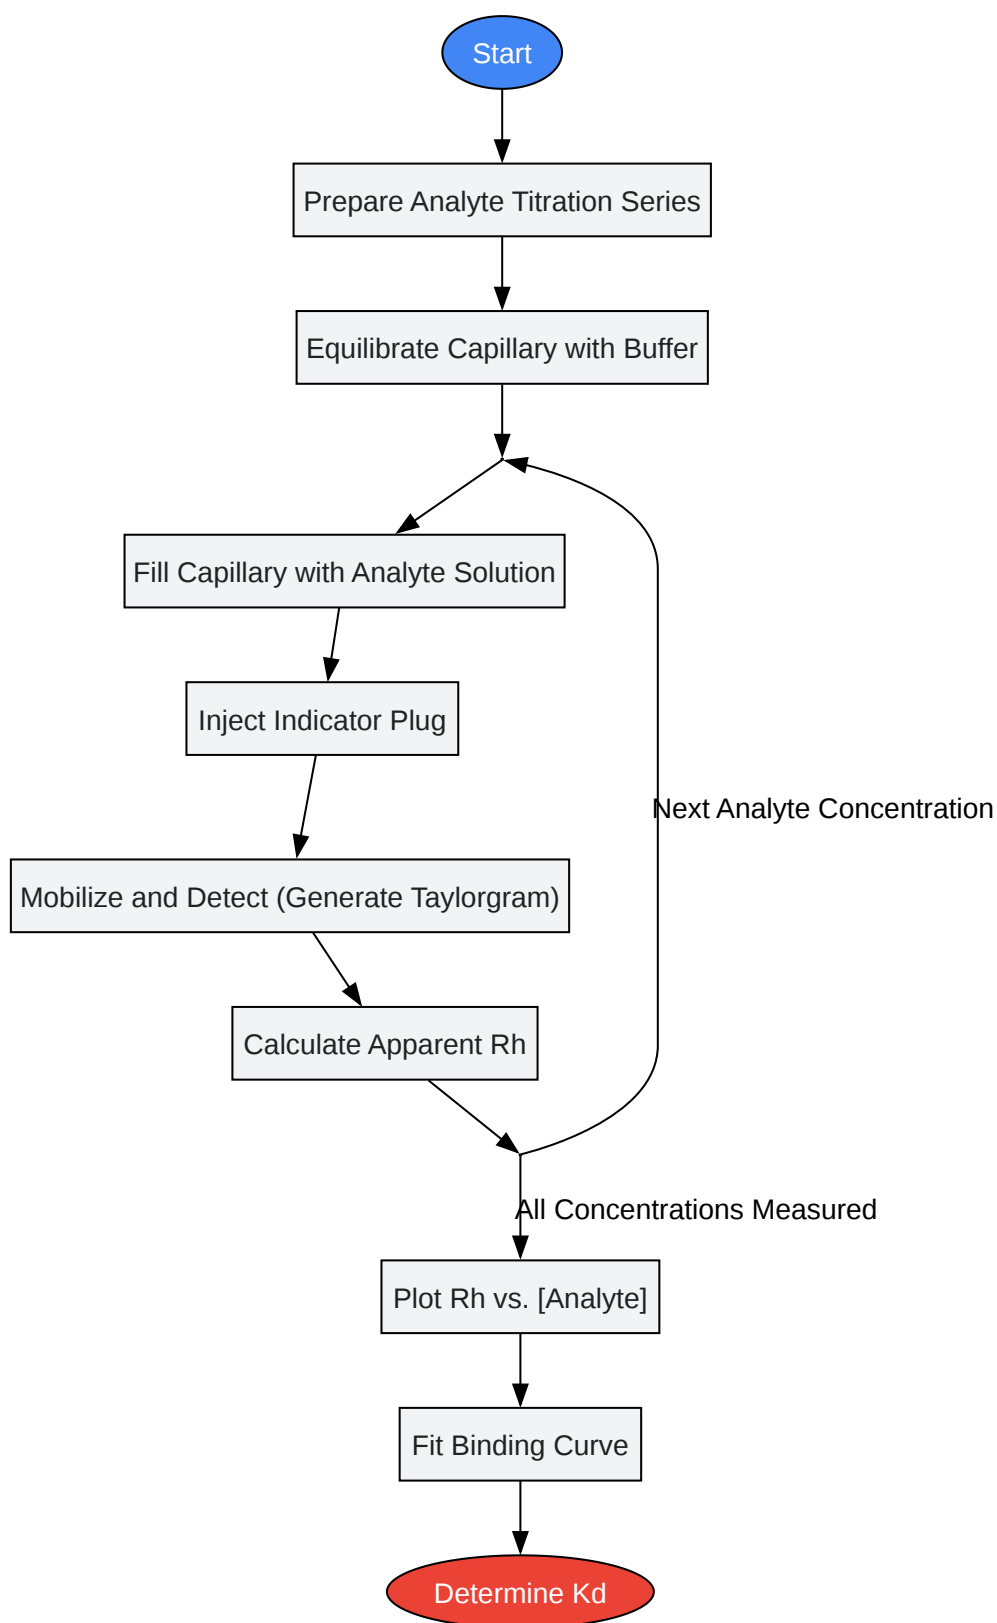 Start
Prepare Analyte Titration Series
Equilibrate Capillary with Buffer
Fill Capillary with Analyte Solution
Inject Indicator Plug
Next Analyte Concentration
Mobilize and Detect (Generate Taylorgram)
Calculate Apparent Rh
All Concentrations Measured
Plot Rh vs. [Analyte]
Fit Binding Curve
Determine Kd